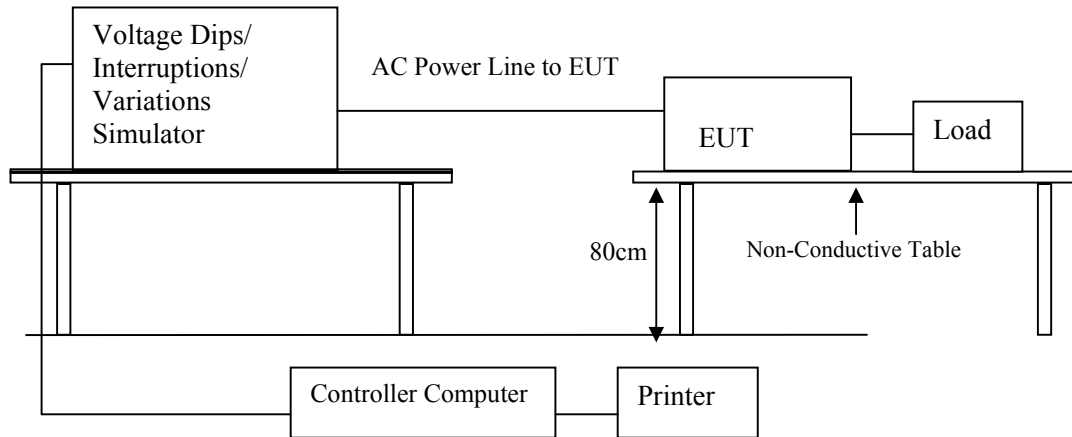 Voltage Dips/
Interruptions/
Variations
Simulator
AC Power Line to EUT
EUT
Load
80cm
Non-Conductive Table
Controller Computer
Printer